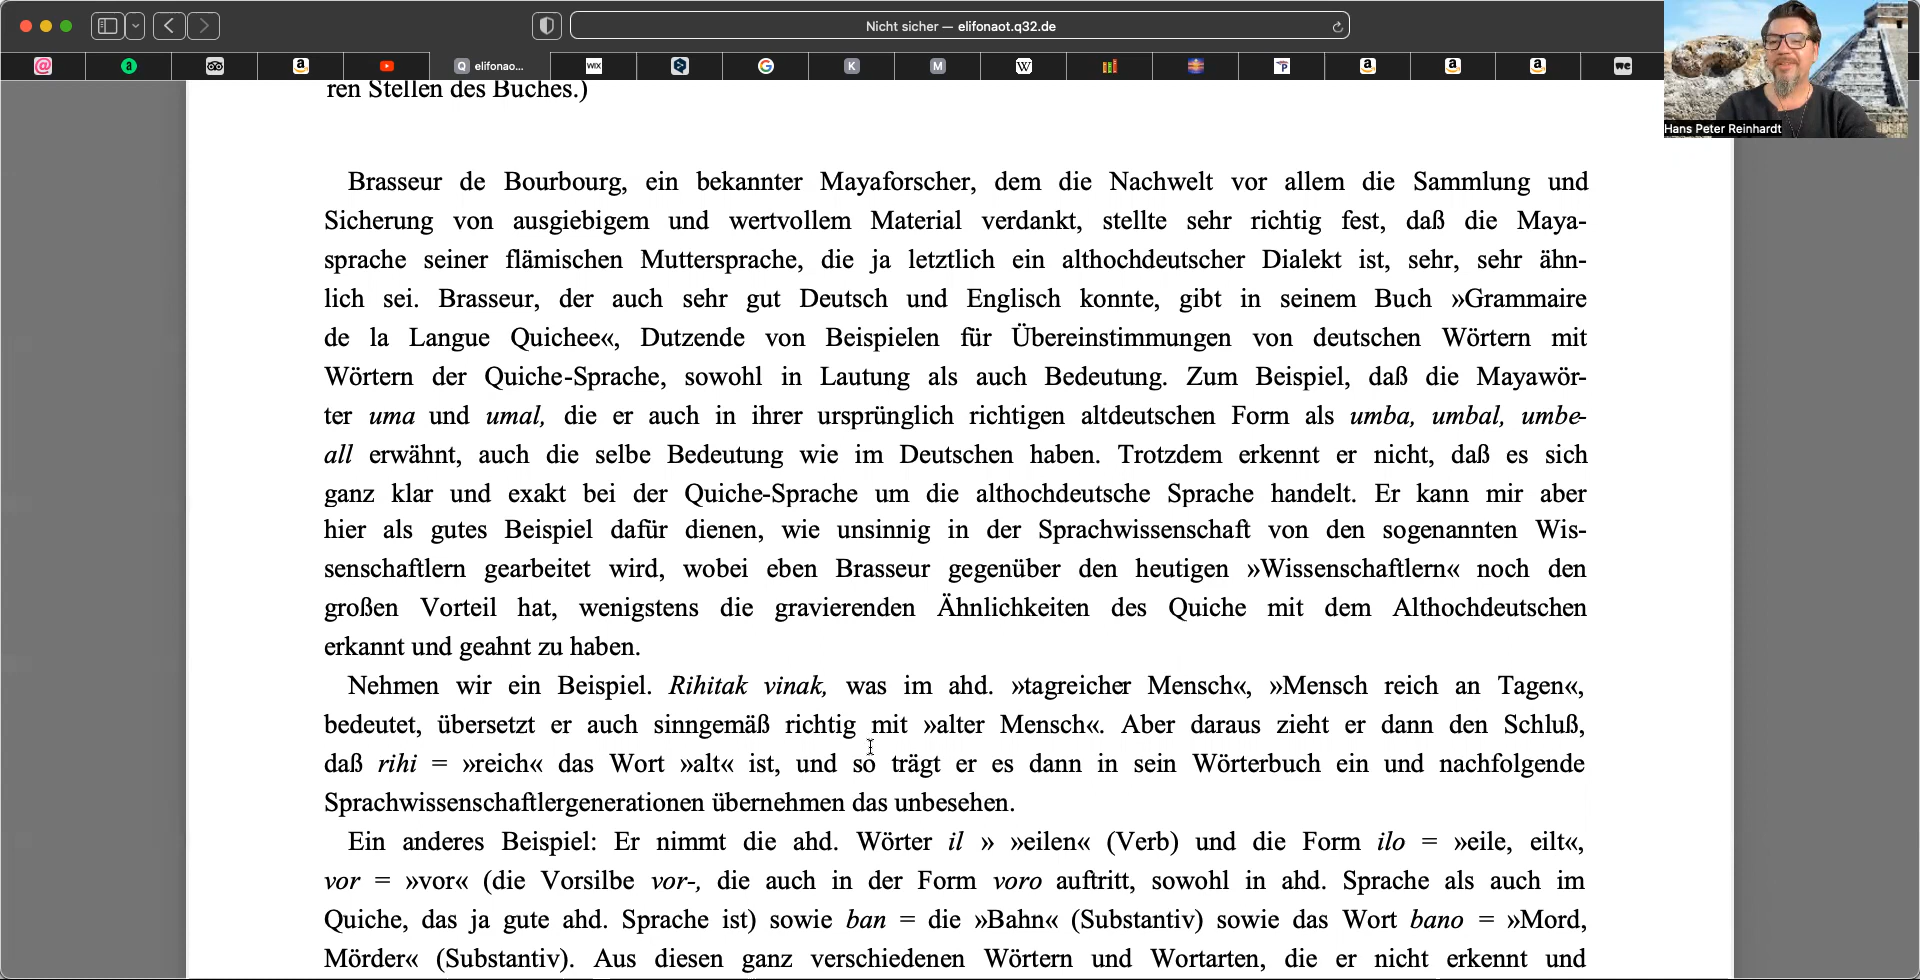 Nicht sicher — elifonaot.q32.de
elifonao...
Hans Peter Reinhardt
ren Stellen des Buches.)
Brasseur de Bourbourg, ein bekannter Mayaforscher, dem die Nachwelt vor allem die Sammlung und
Sicherung von ausgiebigem und wertvollem Material verdankt, stellte sehr richtig fest, daß die Maya-
sprache seiner flämischen Muttersprache, die ja letztlich ein althochdeutscher Dialekt ist, sehr, sehr ähn-
lich sei. Brasseur, der auch sehr gut Deutsch und Englisch konnte, gibt in seinem Buch »Grammaire
de la Langue Quichee«, Dutzende von Beispielen für Übereinstimmungen von deutschen Wörtern mit
Wörtern der Quiche-Sprache, sowohl in Lautung als auch Bedeutung. Zum Beispiel, daß die Mayawör-
ter uma und umal, die er auch in ihrer ursprünglich richtigen altdeutschen Form als umba, umbal, umbe-
all erwähnt, auch die selbe Bedeutung wie im Deutschen haben. Trotzdem erkennt er nicht, daß es sich
ganz klar und exakt bei der Quiche-Sprache um die althochdeutsche Sprache handelt. Er kann mir aber
hier als gutes Beispiel dafür dienen, wie unsinnig in der Sprachwissenschaft von den sogenannten Wis-
senschaftlern gearbeitet wird, wobei eben Brasseur gegenüber den heutigen »Wissenschaftlern« noch den
großen Vorteil hat, wenigstens die gravierenden Ähnlichkeiten des Quiche mit dem Althochdeutschen
erkannt und geahnt zu haben.
Nehmen wir ein Beispiel. Rihitak vinak, was im ahd. »tagreicher Mensch«, »Mensch reich an Tagen«,
bedeutet, übersetzt er auch sinngemäß richtig mit »alter Mensch«. Aber daraus zieht er dann den Schluß,
daß rihi = »reich« das Wort »alt« ist, und so trägt er es dann in sein Wörterbuch ein und nachfolgende
Sprachwissenschaftlergenerationen übernehmen das unbesehen.
Ein anderes Beispiel: Er nimmt die ahd. Wörter il » »eilen« (Verb) und die Form ilo = »eile, eilt«,
vor = »vor« (die Vorsilbe vor-, die auch in der Form voro auftritt, sowohl in ahd. Sprache als auch im
Quiche, das ja gute ahd. Sprache ist) sowie ban = die »Bahn« (Substantiv) sowie das Wort bano = »Mord,
Mörder« (Substantiv). Aus diesen ganz verschiedenen Wörtern und Wortarten, die er nicht erkennt und